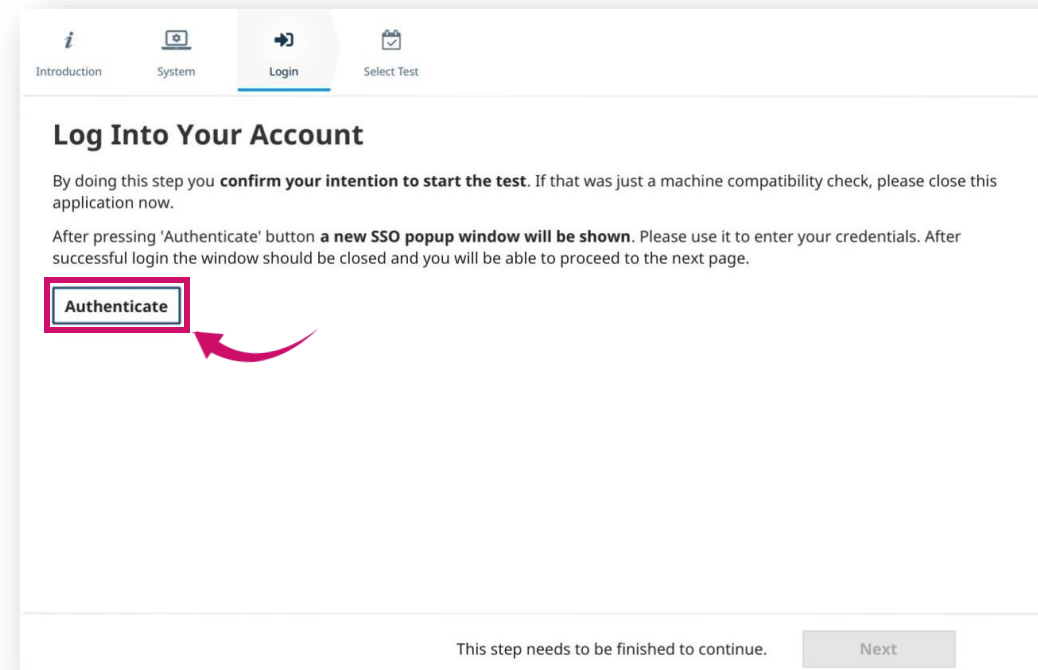 Introduction
System
Login
Select Test
Log Into Your Account
By doing this step you confirm your intention to start the test. If that was just a machine compatibility check, please close this
application now.
After pressing 'Authenticate' button a new SSO popup window will be shown. Please use it to enter your credentials. After
successful login the window should be closed and you will be able to proceed to the next page.
Authenticate
This step needs to be finished to continue.
Next